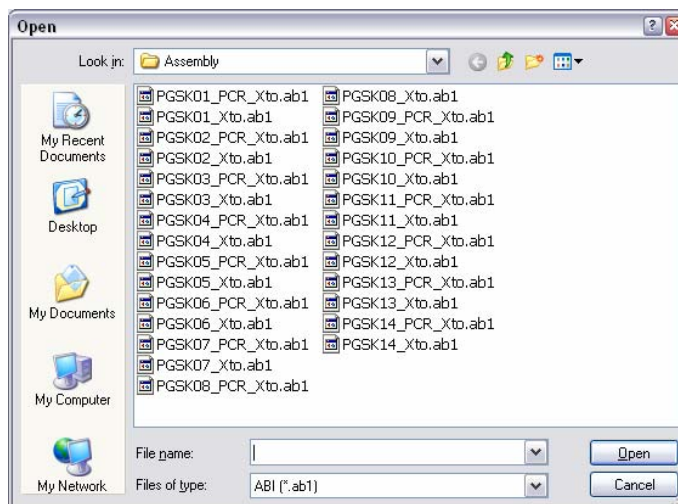 Open
Look in: Assembly
My Recent
Documents
Desktop
My Documents
My Computer
My Network
PGSK01_PCR_Xto.ab1
PGSK01_Xto.ab1
PGSK02_PCR_Xto.ab1
PGSK02_Xto.ab1
PGSK03_PCR_Xto.ab1
PGSK03_Xto.ab1
PGSK04_PCR_Xto.ab1
PGSK04_Xto.ab1
PGSK05_PCR_Xto.ab1
PGSK05_Xto.ab1
PGSK06_PCR_Xto.ab1
PGSK06_Xto.ab1
PGSK07_PCR_Xto.ab1
PGSK07_Xto.ab1
PGSK08_PCR_Xto.ab1
PGSK08_Xto.ab1
PGSK09_PCR_Xto.ab1
PGSK09_Xto.ab1
PGSK10_PCR_Xto.ab1
PGSK10_Xto.ab1
PGSK11_PCR_Xto.ab1
PGSK11_Xto.ab1
PGSK12_PCR_Xto.ab1
PGSK12_Xto.ab1
PGSK13_PCR_Xto.ab1
PGSK13_Xto.ab1
PGSK14_PCR_Xto.ab1
PGSK14_Xto.ab1
File name:
Open
Files of type: ABI (*.ab1)
Cancel